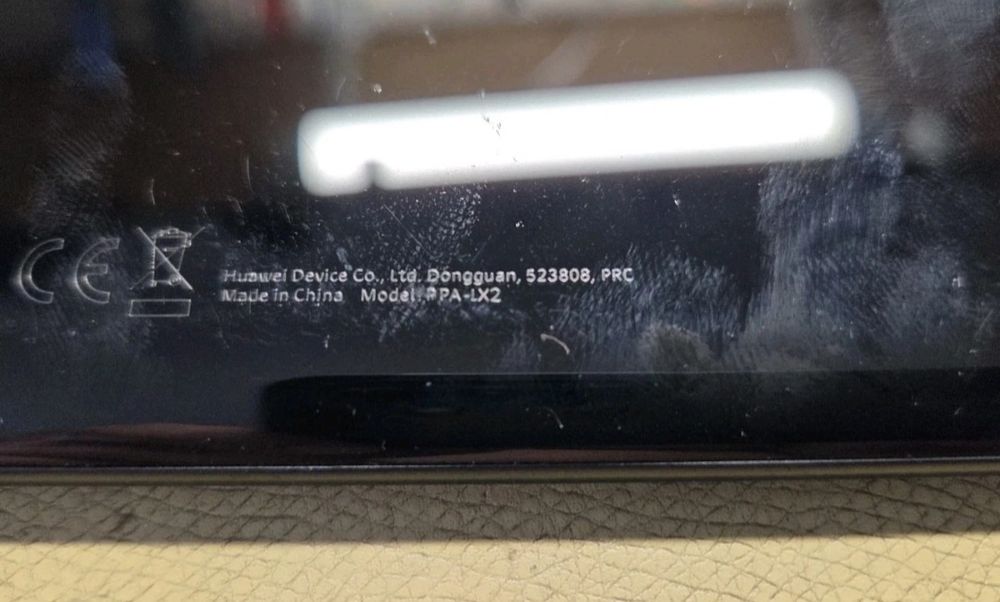 CE
Huawei Device Co., Ltd. Dongguan, 523808, PRC
Made in China Model: PPA-LX2